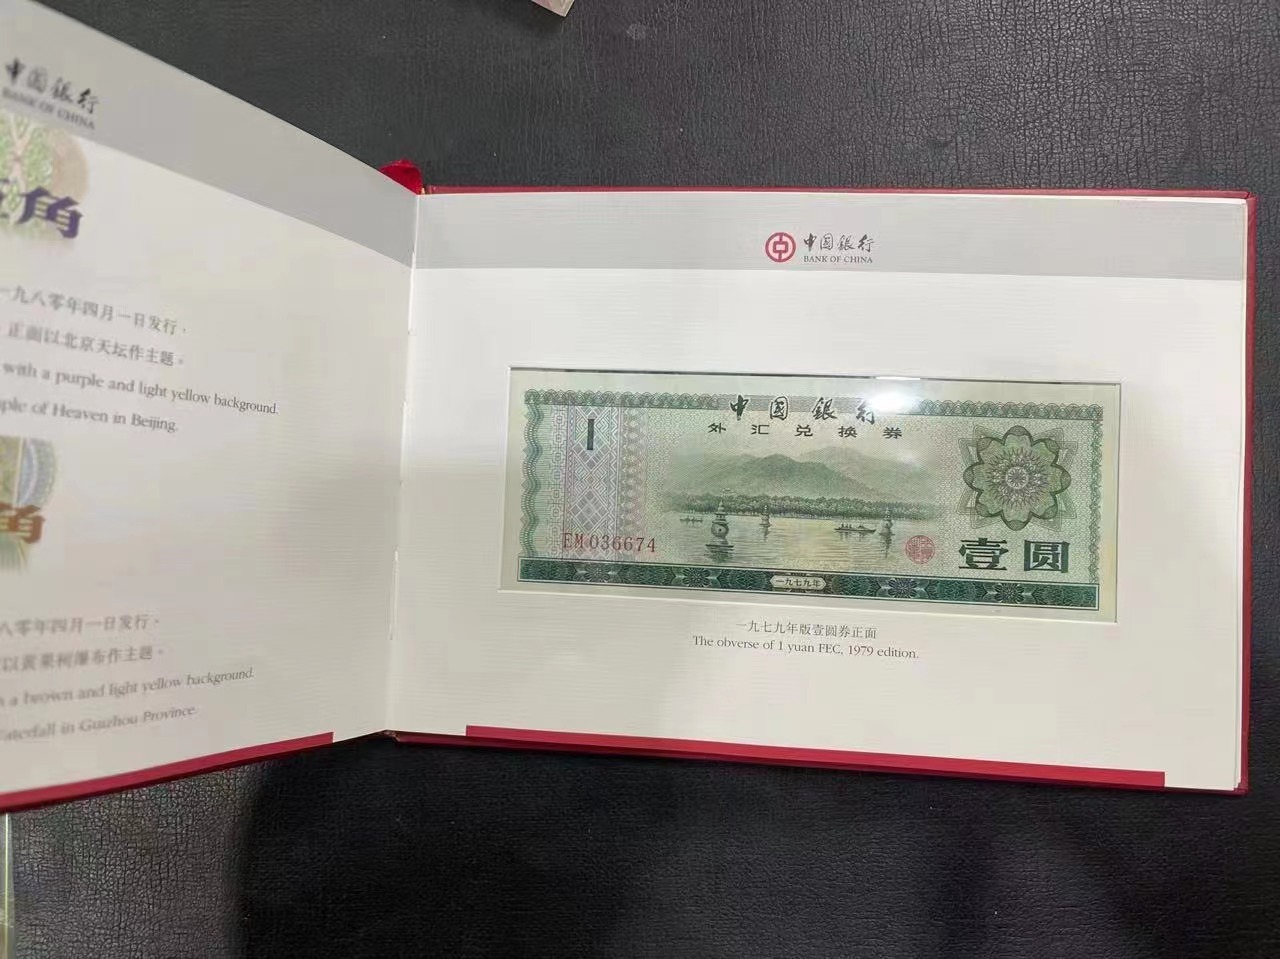 中国銀行
BANK OF CHINA
角
一九八零年四月一日发行，
正面以北京天坛作主题。
with a purple and light yellow background.
ple of Heaven in Beijing.
角
八零年四月一日发行，
以黄果树瀑布作主题。
a brown and light yellow background.
aterfall in Guizhou Province.
中国銀行
BANK OF CHINA
中国銀行
外汇兑换券
1
EM036674
壹圆
一九七九年
一九七九年版壹圆券正面
The obverse of 1 yuan FEC, 1979 edition.